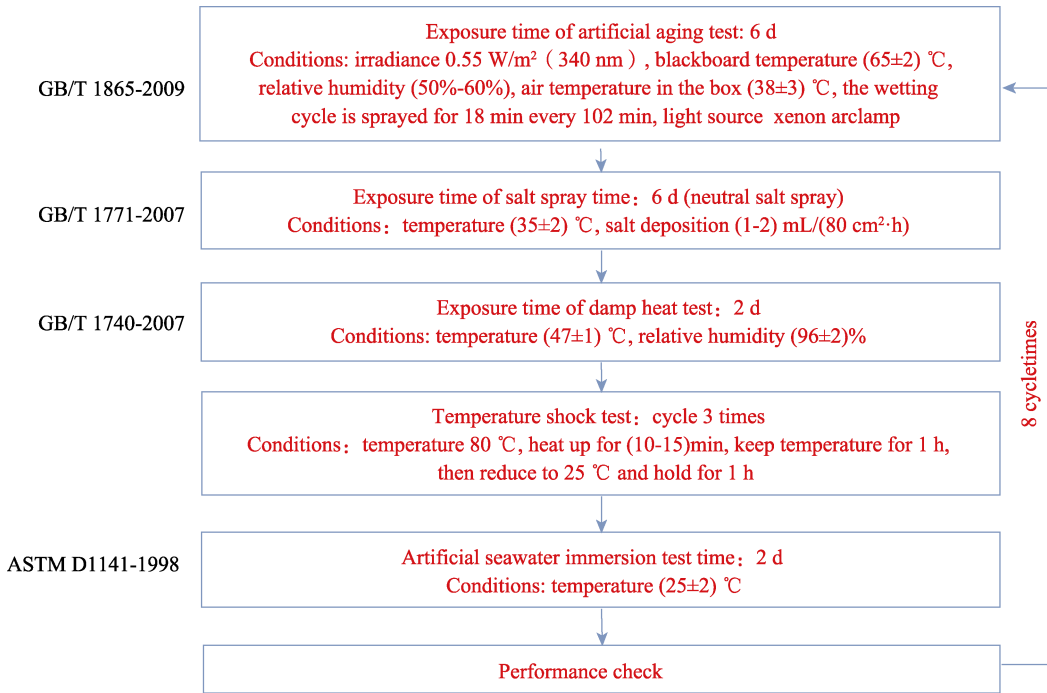 Exposure time of artificial aging test: 6 d
Conditions: irradiance 0.55 W/m²（340 nm）, blackboard temperature (65±2) ℃,
GB/T 1865-2009
relative humidity (50%-60%), air temperature in the box (38±3) ℃, the wetting
cycle is sprayed for 18 min every 102 min, light source xenon arclamp
Exposure time of salt spray time：6 d (neutral salt spray)
GB/T 1771-2007
Conditions：temperature (35±2) ℃, salt deposition (1-2) mL/(80 cm²·h)
Exposure time of damp heat test：2 d
GB/T 1740-2007
Conditions: temperature (47±1) ℃, relative humidity (96±2)%
Temperature shock test：cycle 3 times
Conditions：temperature 80 ℃, heat up for (10-15)min, keep temperature for 1 h,
then reduce to 25 ℃ and hold for 1 h
8 cycletimes
ASTM D1141-1998
Artificial seawater immersion test time：2 d
Conditions: temperature (25±2) ℃
Performance check